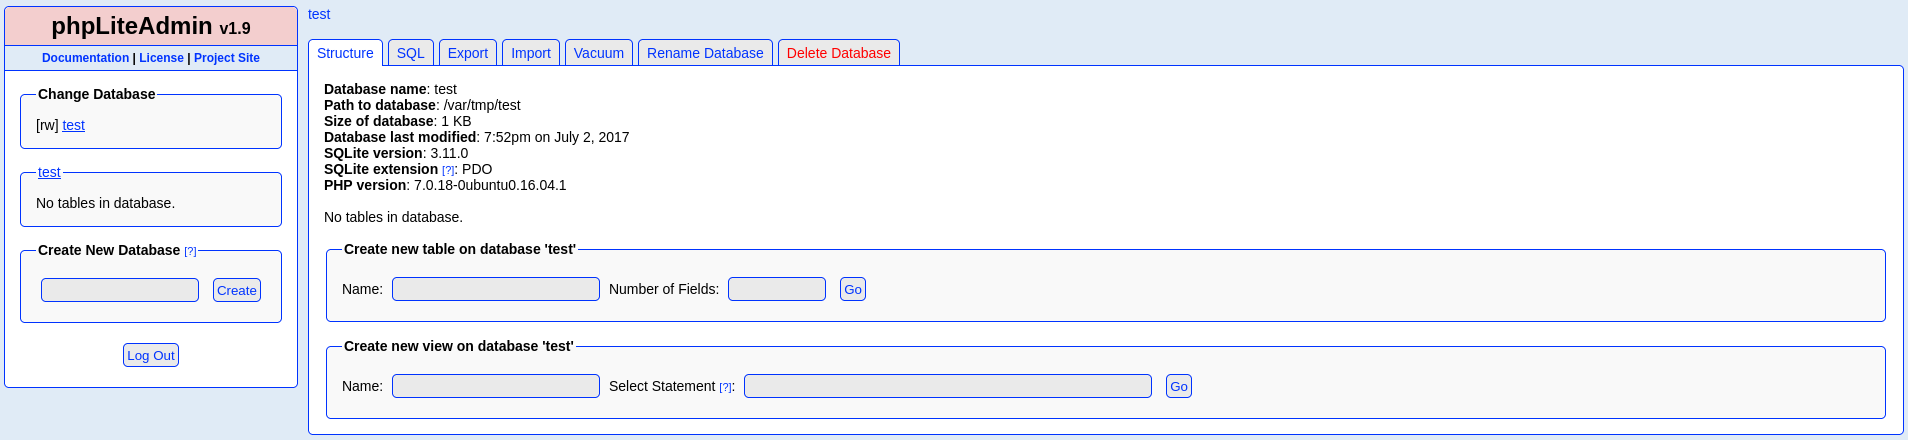 phpLiteAdmin v1.9
Documentation | License | Project Site
Change Database
[rw] test
test
No tables in database.
Create New Database [?]
Create
Log Out
test
Structure SQL Export Import Vacuum Rename Database Delete Database
Database name: test
Path to database: /var/tmp/test
Size of database: 1 KB
Database last modified: 7:52pm on July 2, 2017
SQLite version: 3.11.0
SQLite extension [?]: PDO
PHP version: 7.0.18-0ubuntu0.16.04.1
No tables in database.
Create new table on database 'test'
Name: Number of Fields: Go
Create new view on database 'test'
Name: Select Statement [?]: Go